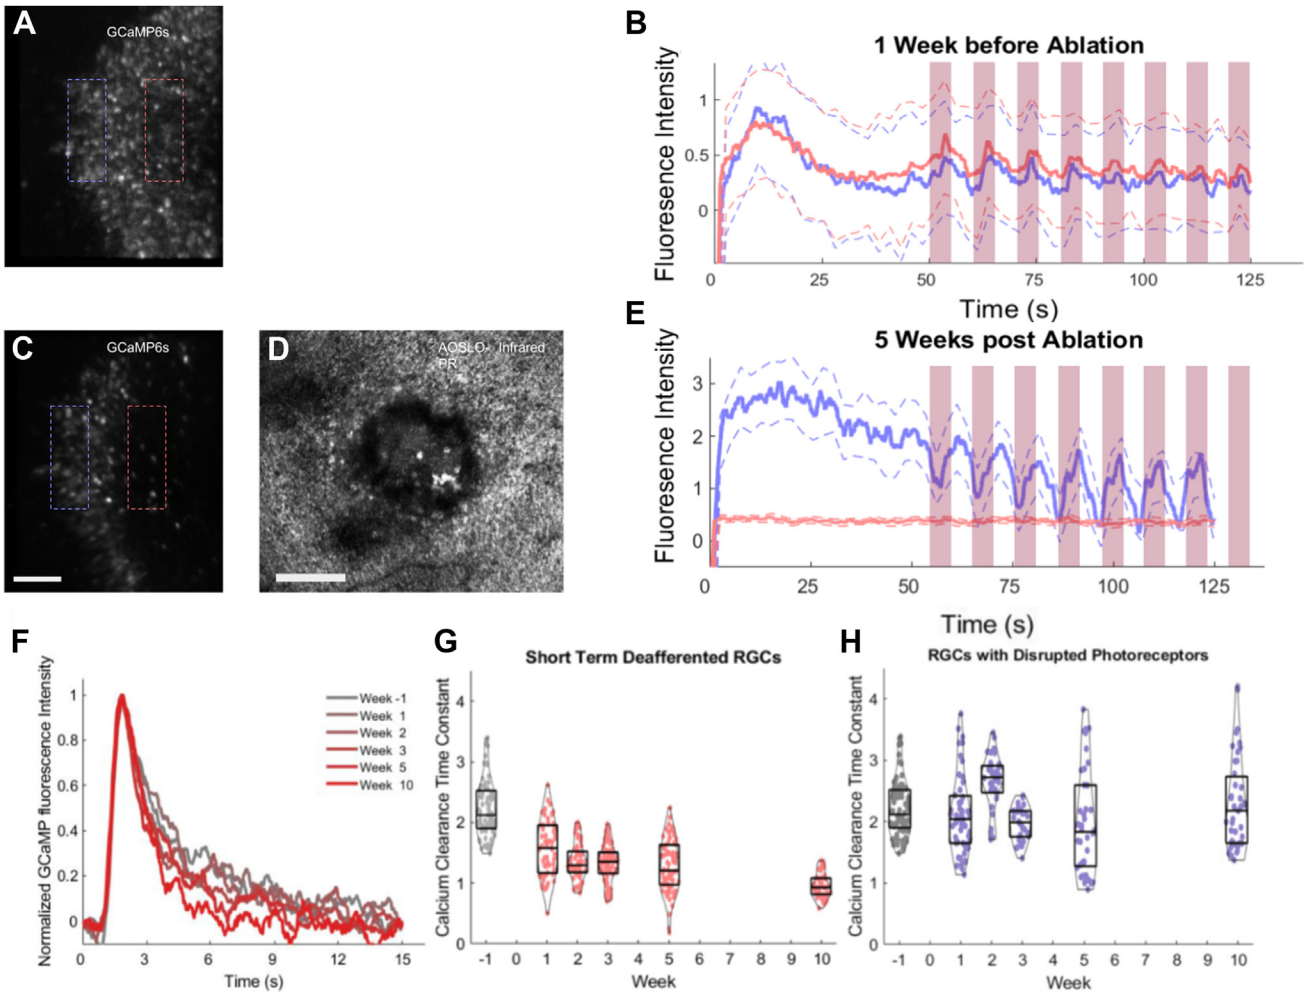 A
GCaMP6s
B
1 Week before Ablation
Fluoresence Intensity
1
0.5
0
0 25 50 75 100 125
Time (s)
C
GCaMP6s
D
AOSLO- Infrared
PR
E
5 Weeks post Ablation
Fluoresence Intensity
3
2
1
0
0 25 50 75 100 125
Time (s)
F
Normalized GCaMP fluorescence Intensity
1
0.8
0.6
0.4
0.2
0
0 3 6 9 12 15
Time (s)
Week -1
Week 1
Week 2
Week 3
Week 5
Week 10
G
Short Term Deafferented RGCs
Calcium Clearance Time Constant
4
3
2
1
0
-1 0 1 2 3 4 5 6 7 8 9 10
Week
H
RGCs with Disrupted Photoreceptors
Calcium Clearance Time Constant
4
3
2
1
0
-1 0 1 2 3 4 5 6 7 8 9 10
Week